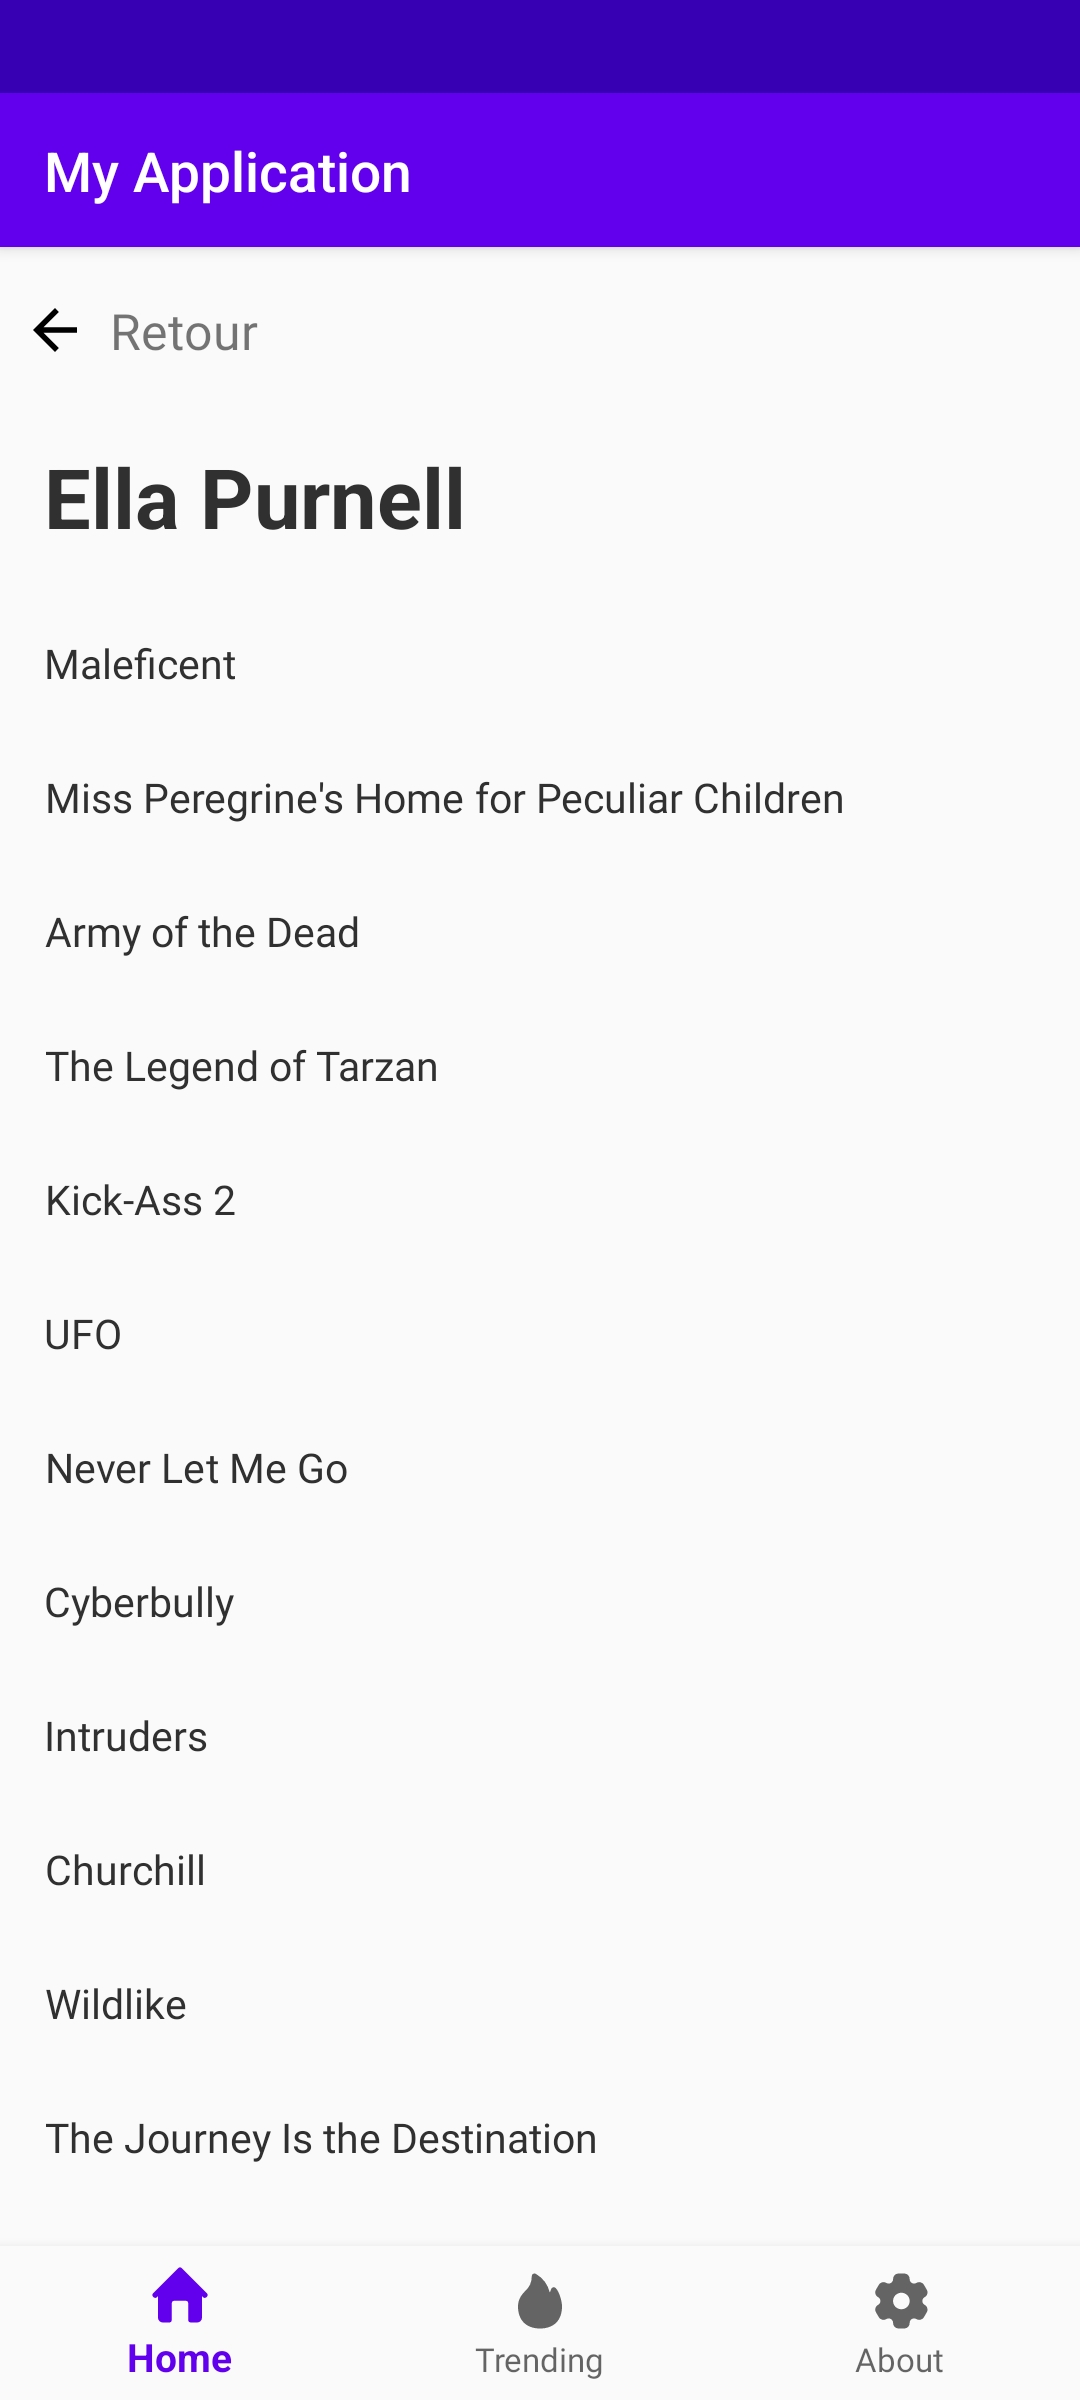 My Application
Retour
Ella Purnell
Maleficent
Miss Peregrine's Home for Peculiar Children
Army of the Dead
The Legend of Tarzan
Kick-Ass 2
UFO
Never Let Me Go
Cyberbully
Intruders
Churchill
Wildlike
The Journey Is the Destination
Home
Trending
About